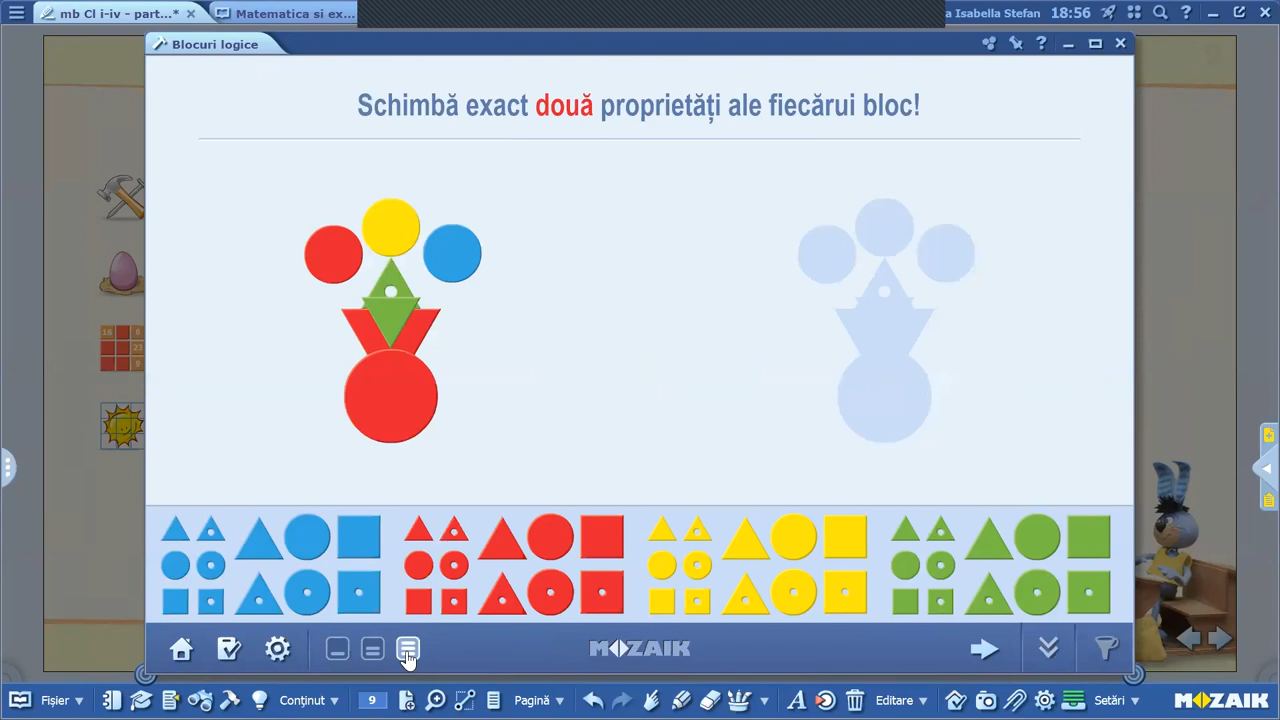 mb Cl i-iv - part...*
Matematica si ex...
a Isabella Stefan
18:56
Blocuri logice
Schimbă exact două proprietăți ale fiecărui bloc!
MOZAIK
Fișier
Conținut
9
Pagină
Editare
Setări
MOZAIK